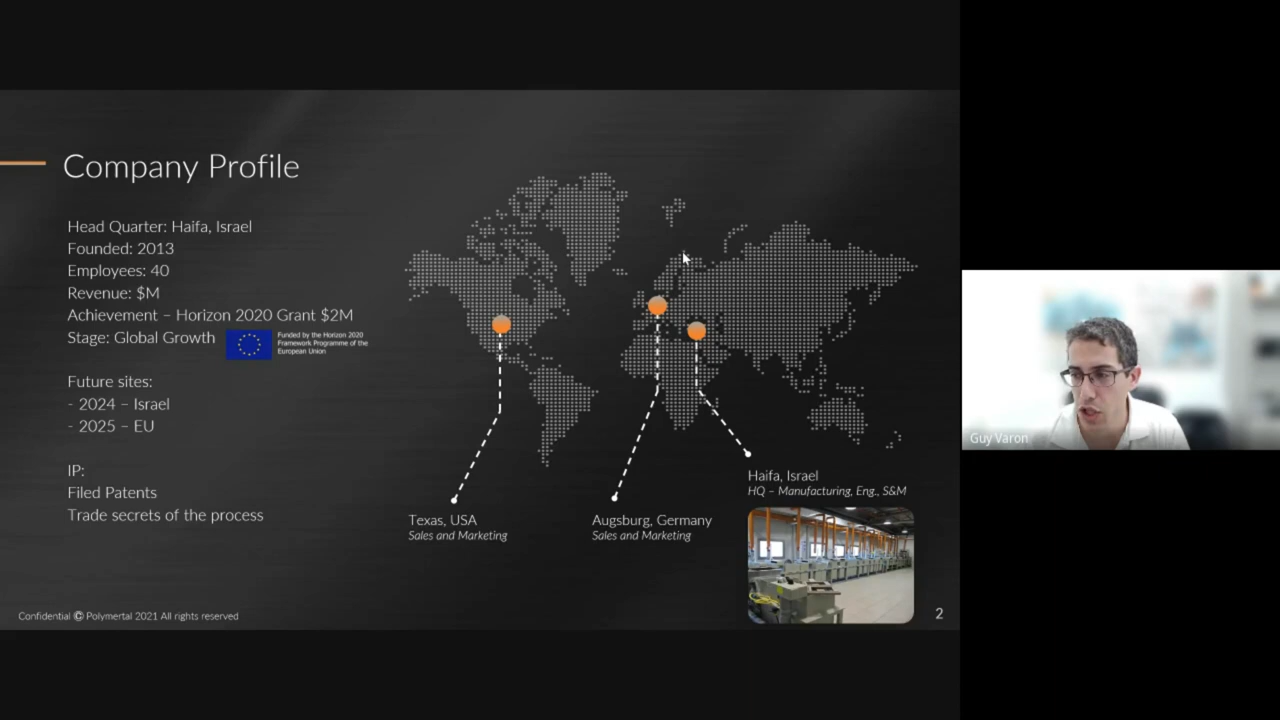 Company Profile
Head Quarter: Haifa, Israel
Founded: 2013
Employees: 40
Revenue: $M
Achievement – Horizon 2020 Grant $2M
Stage: Global Growth
Funded by the Horizon 2020
Framework Programme of the
European Union
Future sites:
- 2024 – Israel
- 2025 – EU
IP:
Filed Patents
Trade secrets of the process
Texas, USA
Sales and Marketing
Augsburg, Germany
Sales and Marketing
Haifa, Israel
HQ – Manufacturing, Eng., S&M
Confidential © Polymertal 2021 All rights reserved
2
Guy Varon